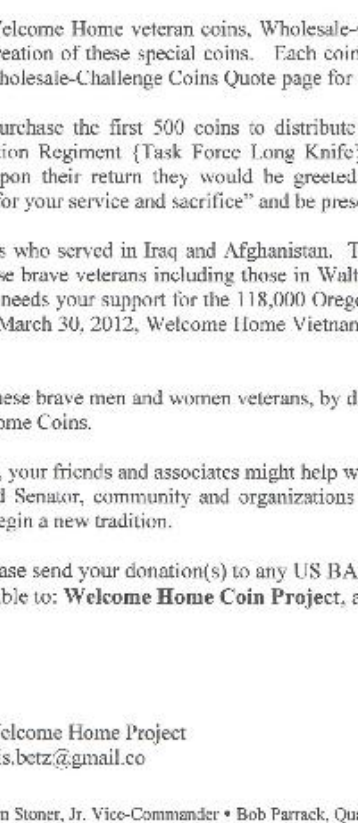 elcome Home veteran coins, Wholesale-
reation of these special coins. Each coin
holesale-Challenge Coins Quote page for
urchase the first 500 coins to distribute
tion Regiment {Task Force Long Knife}
pon their return they would be greeted
for your service and sacrifice" and be pres
s who served in Iraq and Afghanistan. T
se brave veterans including those in Walt
needs your support for the 118,000 Orego
March 30, 2012, Welcome Home Vietnam
hese brave men and women veterans, by d
ome Coins.
, your friends and associates might help w
d Senator, community and organizations
egin a new tradition.
ase send your donation(s) to any US BA
ble to: Welcome Home Coin Project, a
elcome Home Project
is.betz@gmail.co
n Stoner, Jr. Vice-Commander • Bob Parrack, Qua